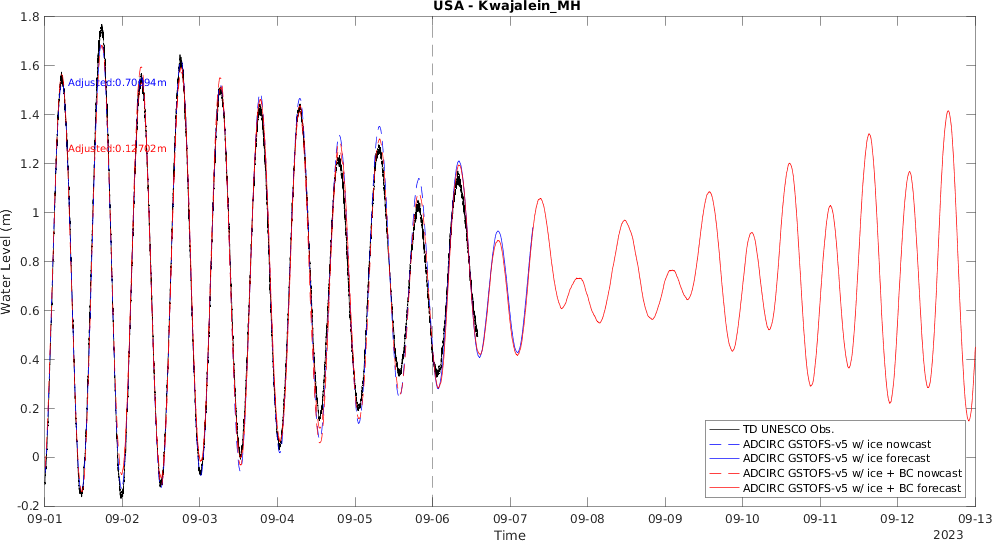 USA - Kwajalein_MH
1.8
1.6
1.4
1.2
1
0.8
0.6
0.4
0.2
0
-0.2
Water Level (m)
Adjusted:0.12702m
TD UNESCO Obs.
ADCIRC GSTOFS-v5 w/ ice nowcast
ADCIRC GSTOFS-v5 w/ ice forecast
ADCIRC GSTOFS-v5 w/ ice + BC nowcast
ADCIRC GSTOFS-v5 w/ ice + BC forecast
09-01 09-02 09-03 09-04 09-05 09-06 09-07 09-08 09-09 09-10 09-11 09-12 09-13
Time
2023